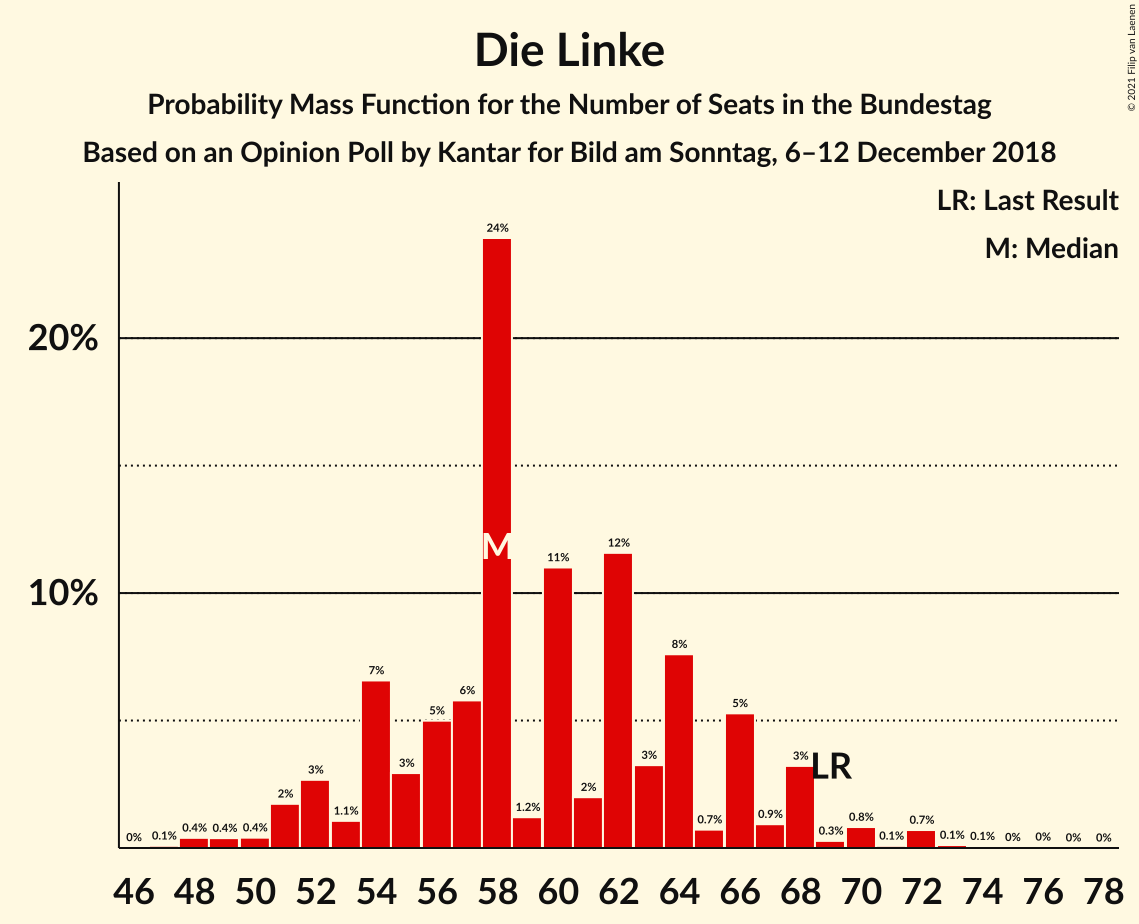 Die Linke
Probability Mass Function for the Number of Seats in the Bundestag
Based on an Opinion Poll by Kantar for Bild am Sonntag, 6–12 December 2018
© 2021 Filip van Laenen
LR: Last Result
M: Median
20%
10%
0% 0.1% 0.4% 0.4% 0.4% 2% 3% 1.1% 7% 3% 5% 6% 24% 1.2% 11% 2% 12% 3% 8% 0.7% 5% 0.9% 3% 0.3% 0.8% 0.1% 0.7% 0.1% 0.1% 0% 0% 0% 0%
M
LR
46 48 50 52 54 56 58 60 62 64 66 68 70 72 74 76 78